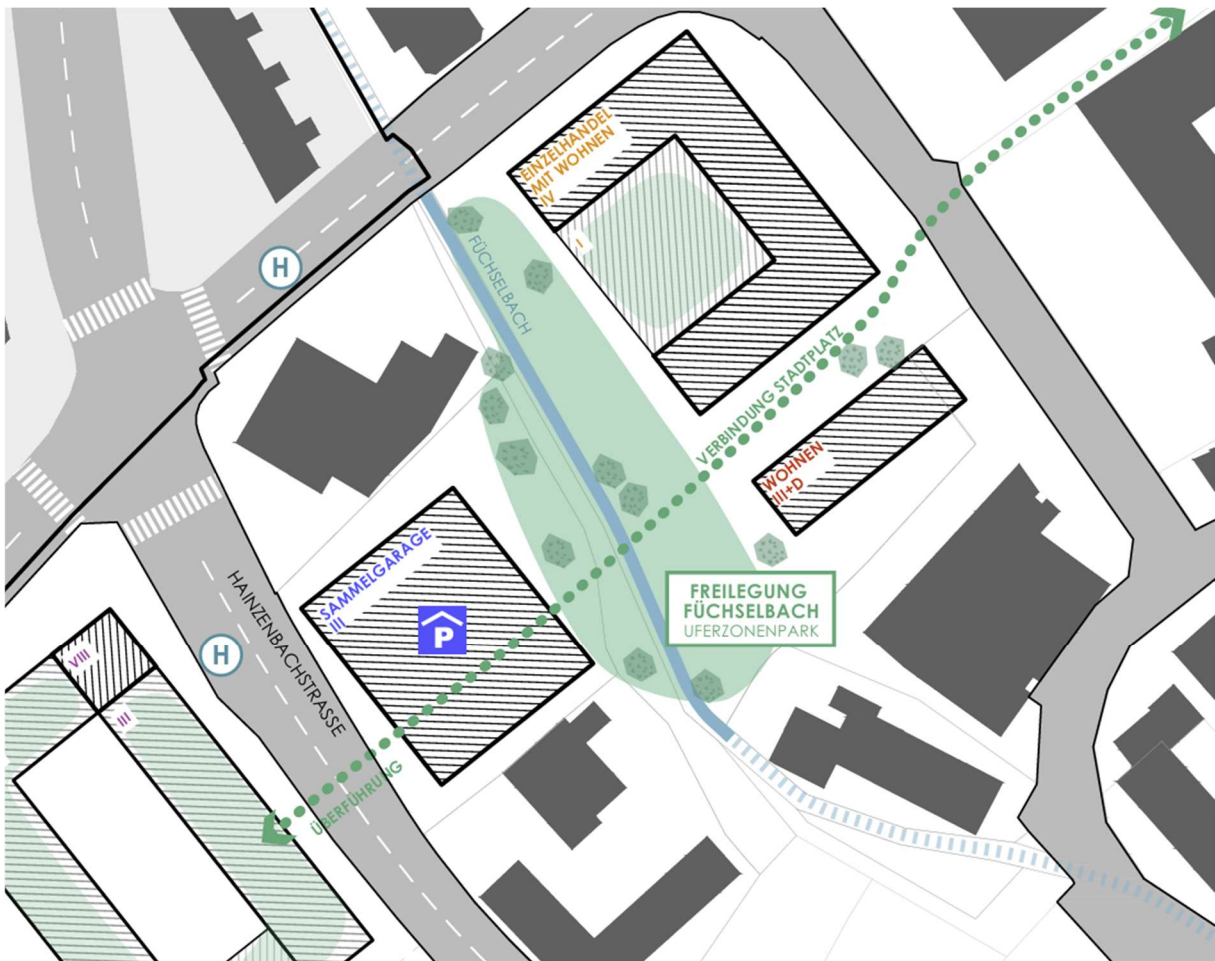 EINZELHANDEL
MIT WOHNEN
IV
I
H
FÜCHSELBACH
VERBINDUNG STADTPLATZ
WOHNEN
III+D
SAMMELGARAGE
III
P
FREILEGUNG
FÜCHSELBACH
UFERZONENPARK
HAINZENBACHSTRASSE
H
VIII
III
ÜBERFÜHRUNG